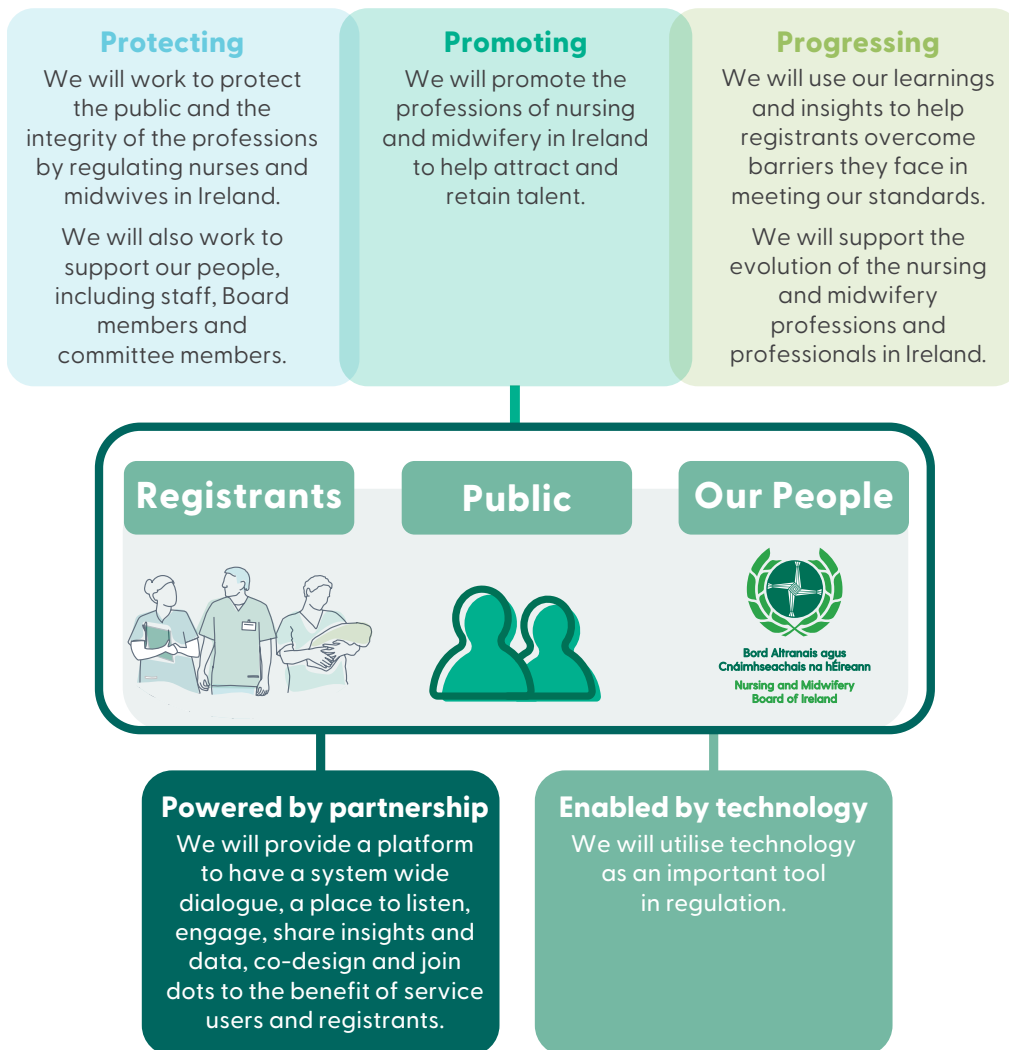 Protecting
We will work to protect
the public and the
integrity of the professions
by regulating nurses and
midwives in Ireland.
We will also work to
support our people,
including staff, Board
members and
committee members.
Promoting
We will promote the
professions of nursing
and midwifery in Ireland
to help attract and
retain talent.
Progressing
We will use our learnings
and insights to help
registrants overcome
barriers they face in
meeting our standards.
We will support the
evolution of the nursing
and midwifery
professions and
professionals in Ireland.
Registrants
Public
Our People
Bord Altranais agus
Cnáimhseachais na hÉireann
Nursing and Midwifery
Board of Ireland
Powered by partnership
We will provide a platform
to have a system wide
dialogue, a place to listen,
engage, share insights and
data, co-design and join
dots to the benefit of service
users and registrants.
Enabled by technology
We will utilise technology
as an important tool
in regulation.